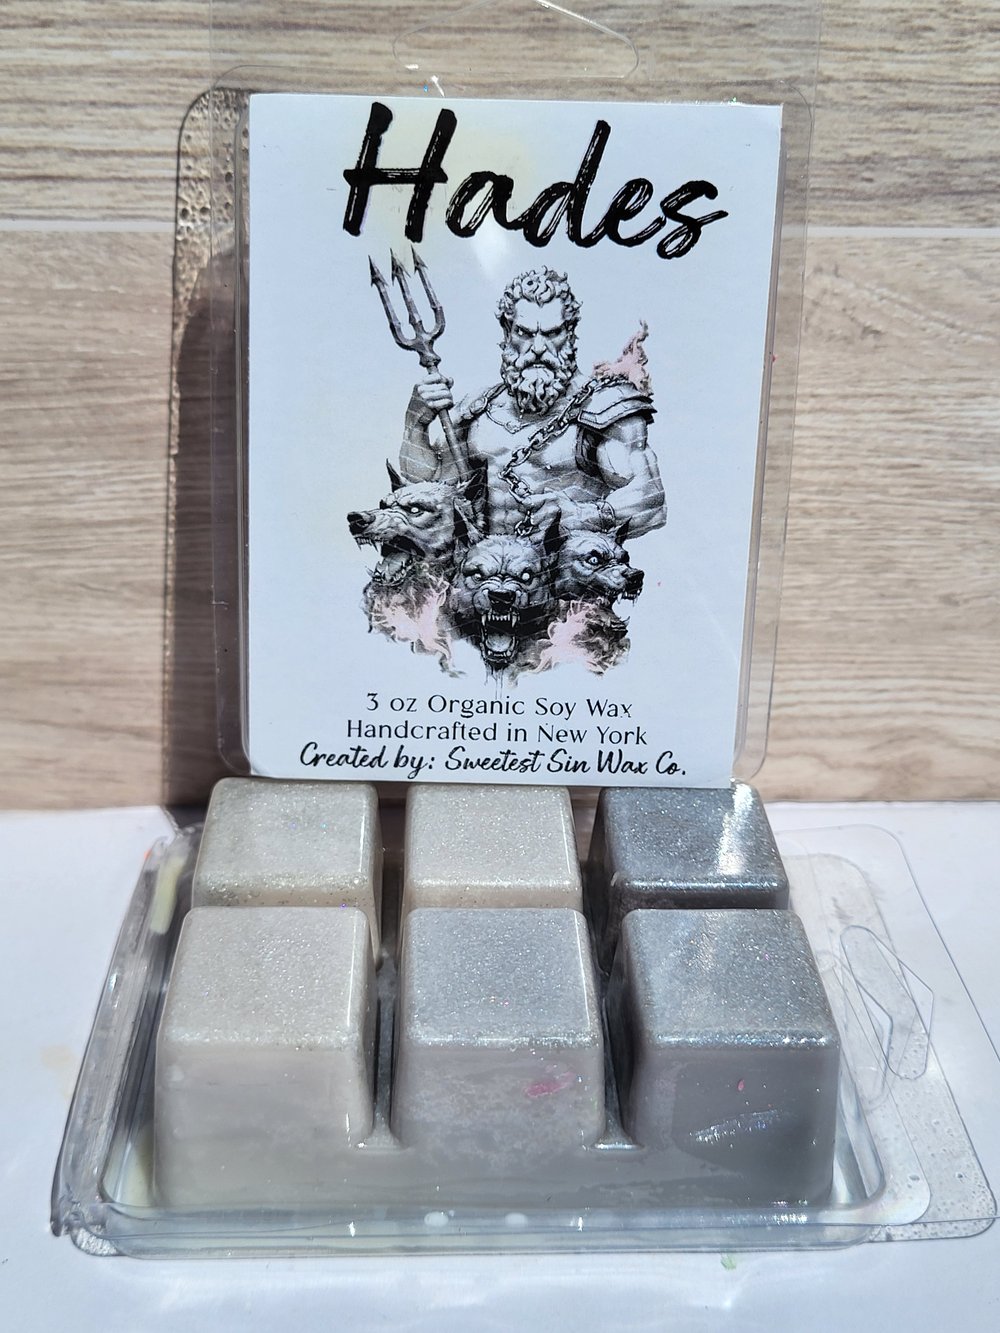 Hades
3 oz Organic Soy Wax
Handcrafted in New York
Created by: Sweetest Sin Wax Co.